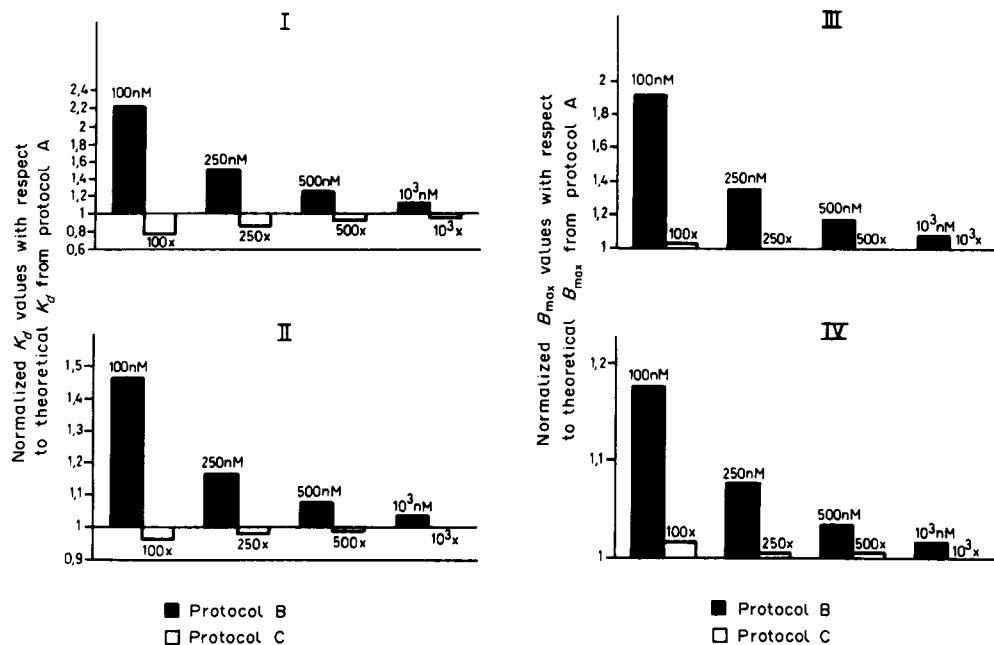 I
Normalized Kd values with respect
to theoretical Kd from protocol A
2,4
2,2
2
1,8
1,6
1,4
1,2
1
0,8
0,6
100nM
250nM
500nM
10³nM
100x
250x
500x
10³x
II
1,5
1,4
1,3
1,2
1,1
1
0,9
100nM
250nM
500nM
10³nM
100x
250x
500x
10³x
Protocol B
Protocol C
III
Normalized Bmax values with respect
to theoretical Bmax from protocol A
2
1,8
1,6
1,4
1,2
1
100nM
250nM
500nM
10³nM
100x
250x
500x
10³x
IV
1,2
1,1
1
100nM
250nM
500nM
10³nM
100x
250x
500x
10³x
Protocol B
Protocol C